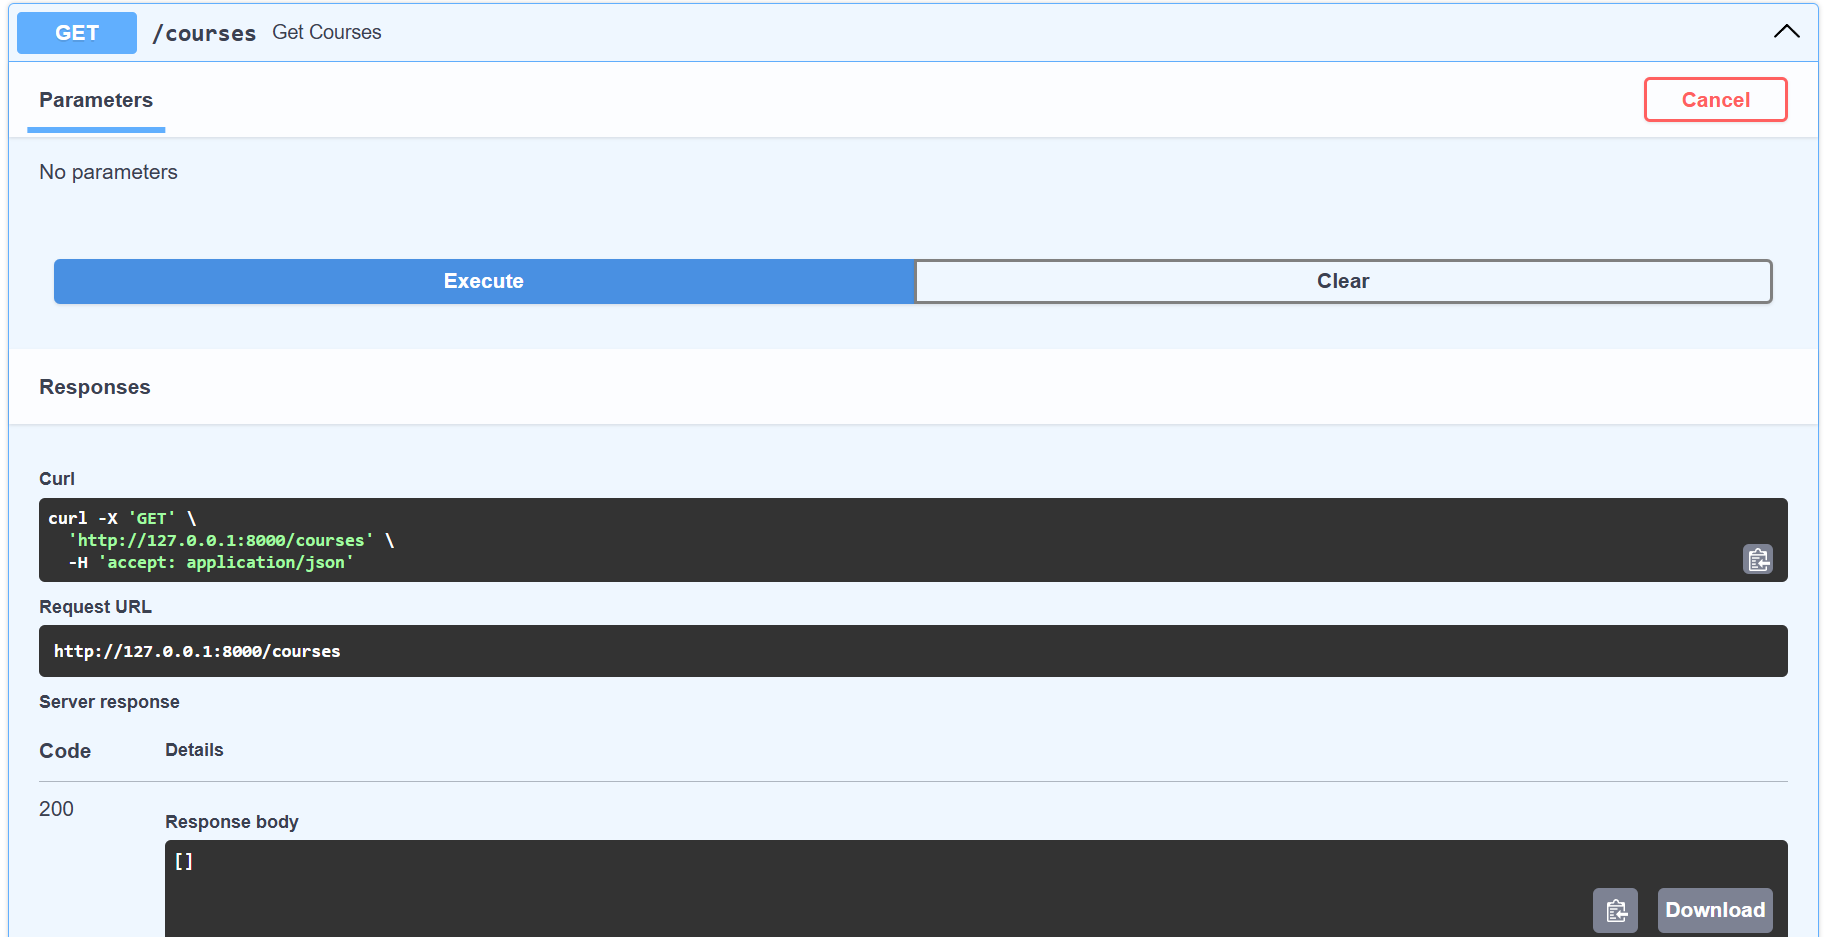 GET /courses Get Courses
Parameters
Cancel
No parameters
Execute
Clear
Responses
Curl
curl -X 'GET' \
  'http://127.0.0.1:8000/courses' \
  -H 'accept: application/json'
Request URL
http://127.0.0.1:8000/courses
Server response
Code Details
200
Response body
[]
Download